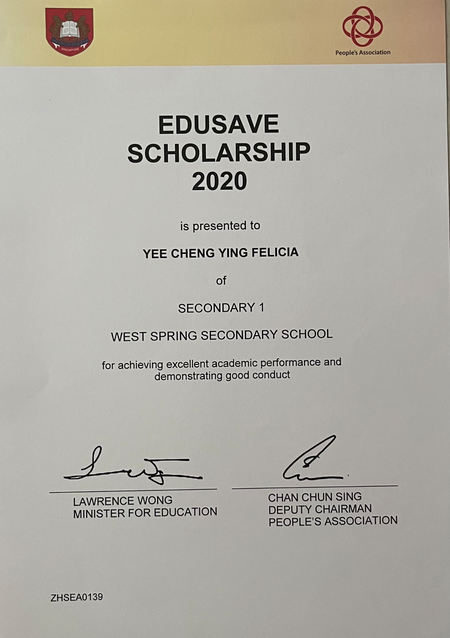 People's Association
EDUSAVE
SCHOLARSHIP
2020
is presented to
YEE CHENG YING FELICIA
of
SECONDARY 1
WEST SPRING SECONDARY SCHOOL
for achieving excellent academic performance and
demonstrating good conduct
LAWRENCE WONG
MINISTER FOR EDUCATION
CHAN CHUN SING
DEPUTY CHAIRMAN
PEOPLE'S ASSOCIATION
ZHSEA0139